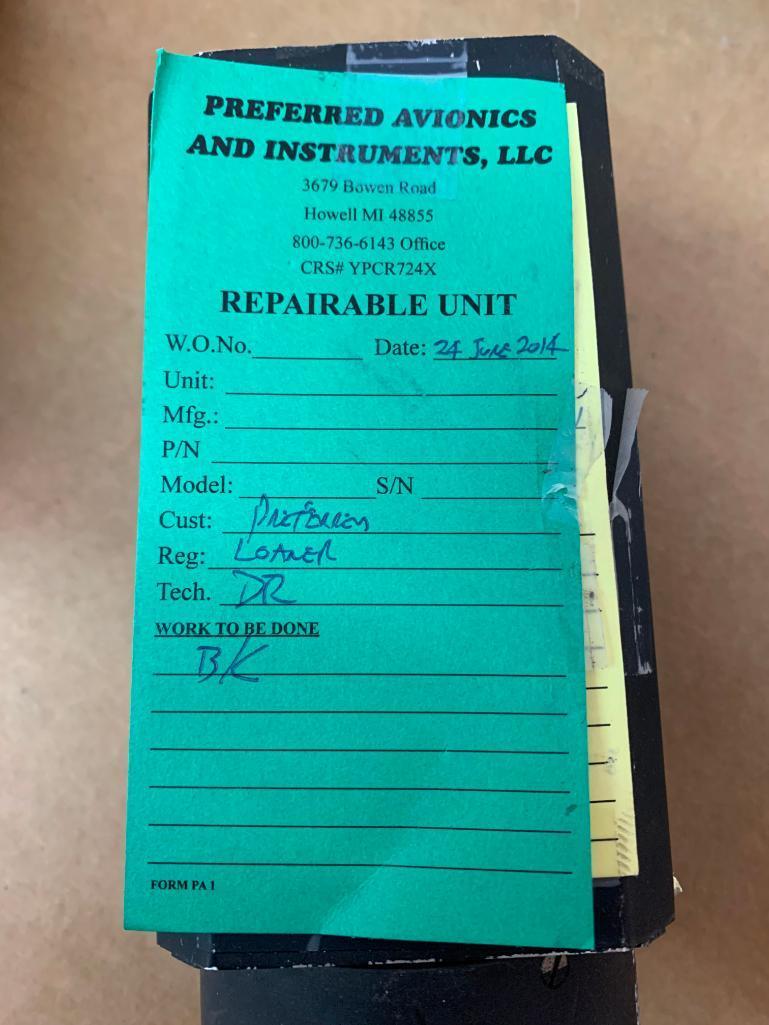 PREFERRED AVIONICS
AND INSTRUMENTS, LLC
3679 Bowen Road
Howell MI 48855
800-736-6143 Office
CRS# YPCR724X
REPAIRABLE UNIT
W.O.No. Date: 24 JUNE 2014
Unit:
Mfg.:
P/N
Model: S/N
Cust: PREFERRED
Reg: LOANER
Tech. DR
WORK TO BE DONE
B/K
FORM PA 1